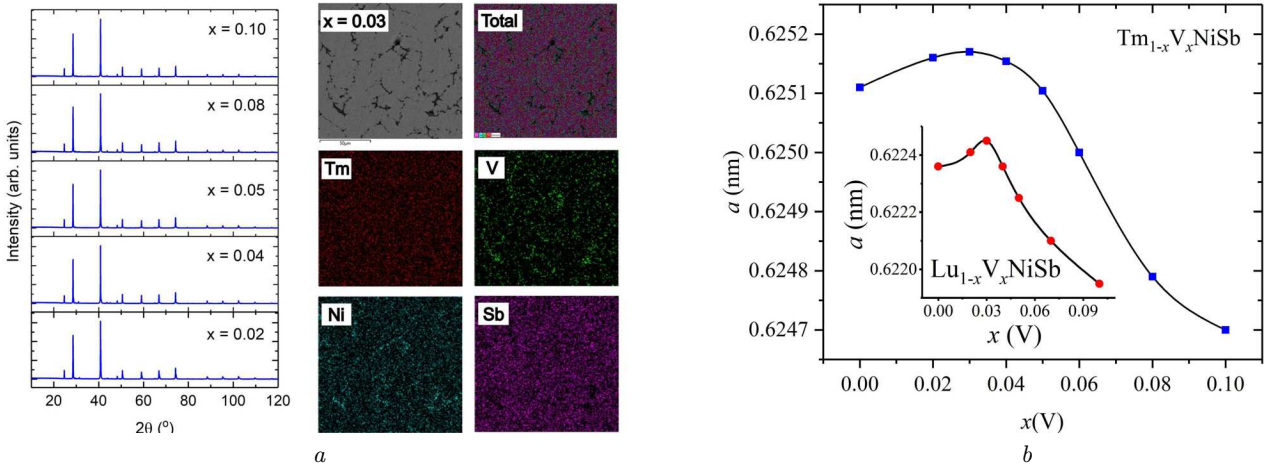 Intensity (arb. units)
x = 0.10
x = 0.08
x = 0.05
x = 0.04
x = 0.02
20 40 60 80 100 120
2θ (°)
x = 0.03
Total
Tm
V
Ni
Sb
a
a (nm)
0.6252
0.6251
0.6250
0.6249
0.6248
0.6247
Tm1-xVxNiSb
a (nm)
0.6224
0.6222
0.6220
Lu1-xVxNiSb
0.00 0.03 0.06 0.09
x (V)
0.00 0.02 0.04 0.06 0.08 0.10
x(V)
b